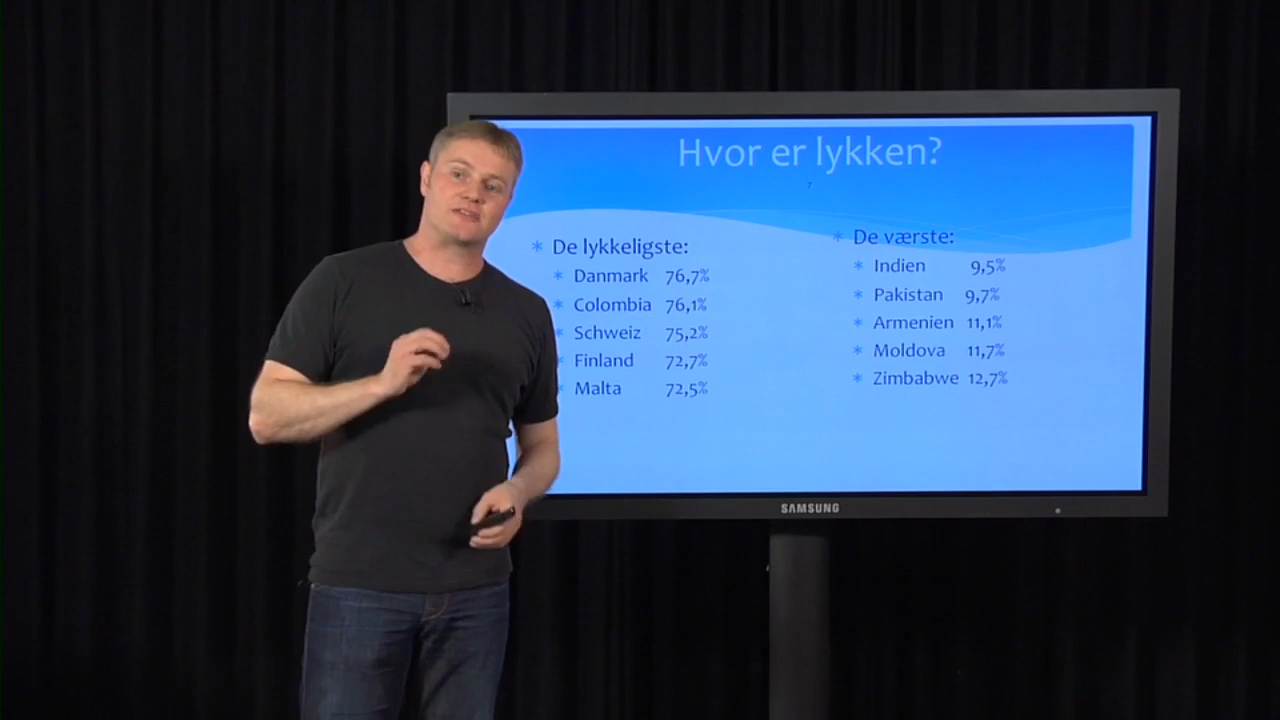 Hvor er lykken?
7
* De lykkeligste:
* Danmark 76,7%
* Colombia 76,1%
* Schweiz 75,2%
* Finland 72,7%
* Malta 72,5%
* De værste:
* Indien 9,5%
* Pakistan 9,7%
* Armenien 11,1%
* Moldova 11,7%
* Zimbabwe 12,7%
SAMSUNG